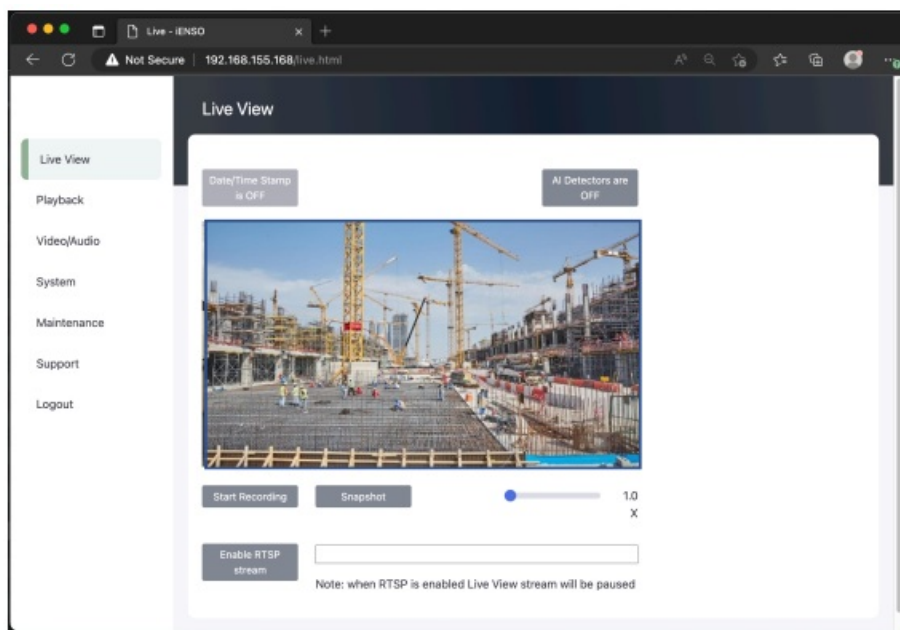 Live - iENSO
Not Secure | 192.168.155.168/live.html
Live View
Live View
Playback
Video/Audio
System
Maintenance
Support
Logout
Date/Time Stamp
is OFF
AI Detectors are
OFF
Start Recording
Snapshot
1.0
X
Enable RTSP
stream
Note: when RTSP is enabled Live View stream will be paused